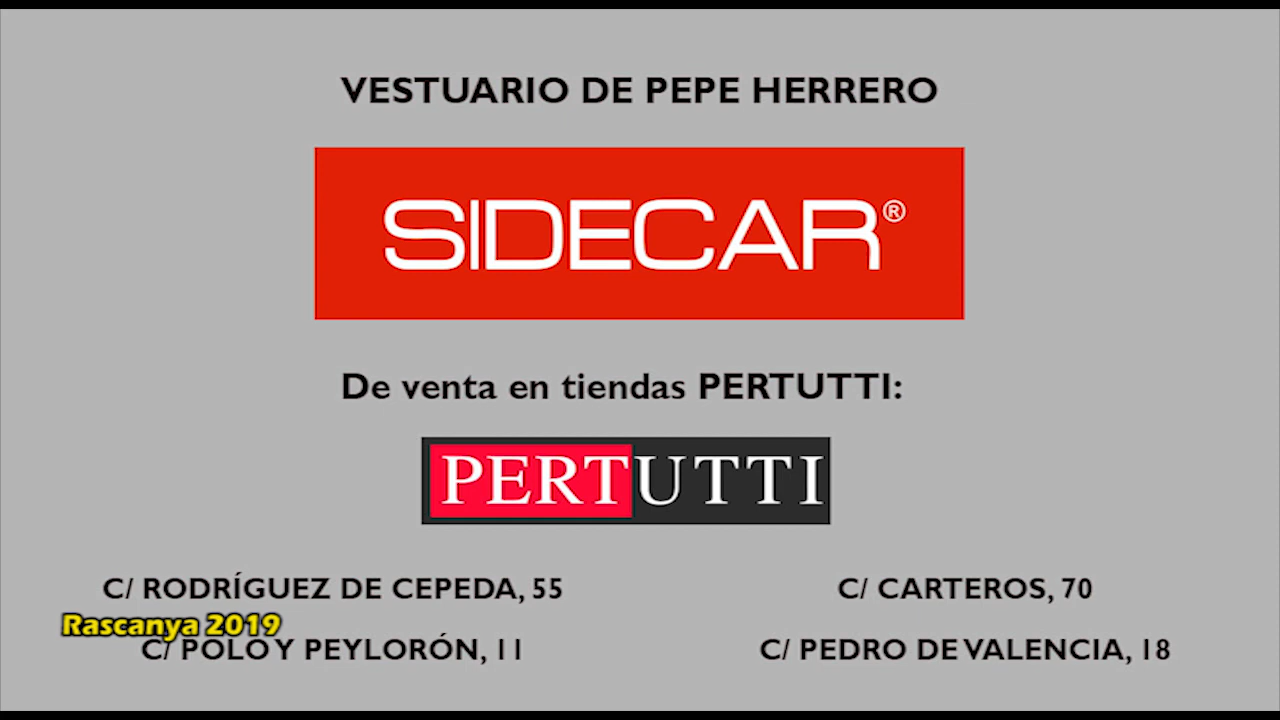 VESTUARIO DE PEPE HERRERO
SIDECAR®
De venta en tiendas PERTUTTI:
PERTUTTI
C/ RODRÍGUEZ DE CEPEDA, 55
C/ CARTEROS, 70
Rascanya 2019
C/ POLO Y PEYLORÓN, 11
C/ PEDRO DE VALENCIA, 18